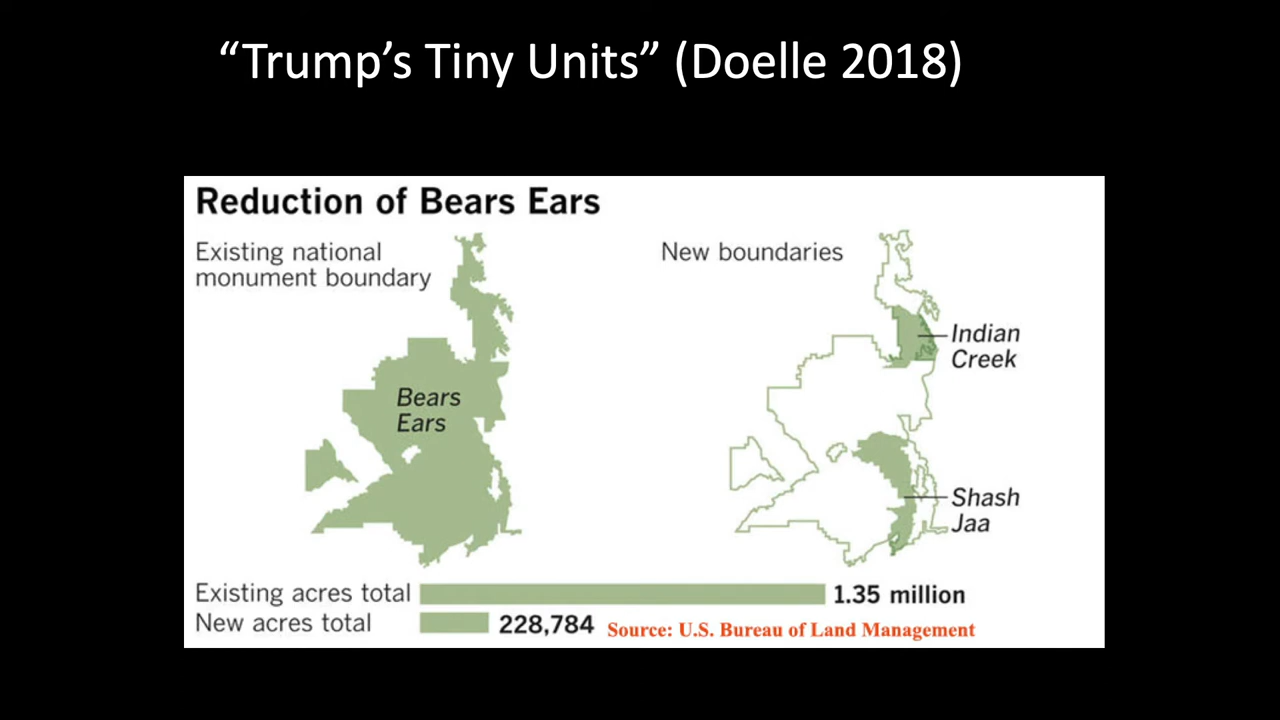 “Trump’s Tiny Units” (Doelle 2018)
Reduction of Bears Ears
Existing national
monument boundary
Bears
Ears
New boundaries
Indian
Creek
Shash
Jaa
Existing acres total
1.35 million
New acres total
228,784
Source: U.S. Bureau of Land Management